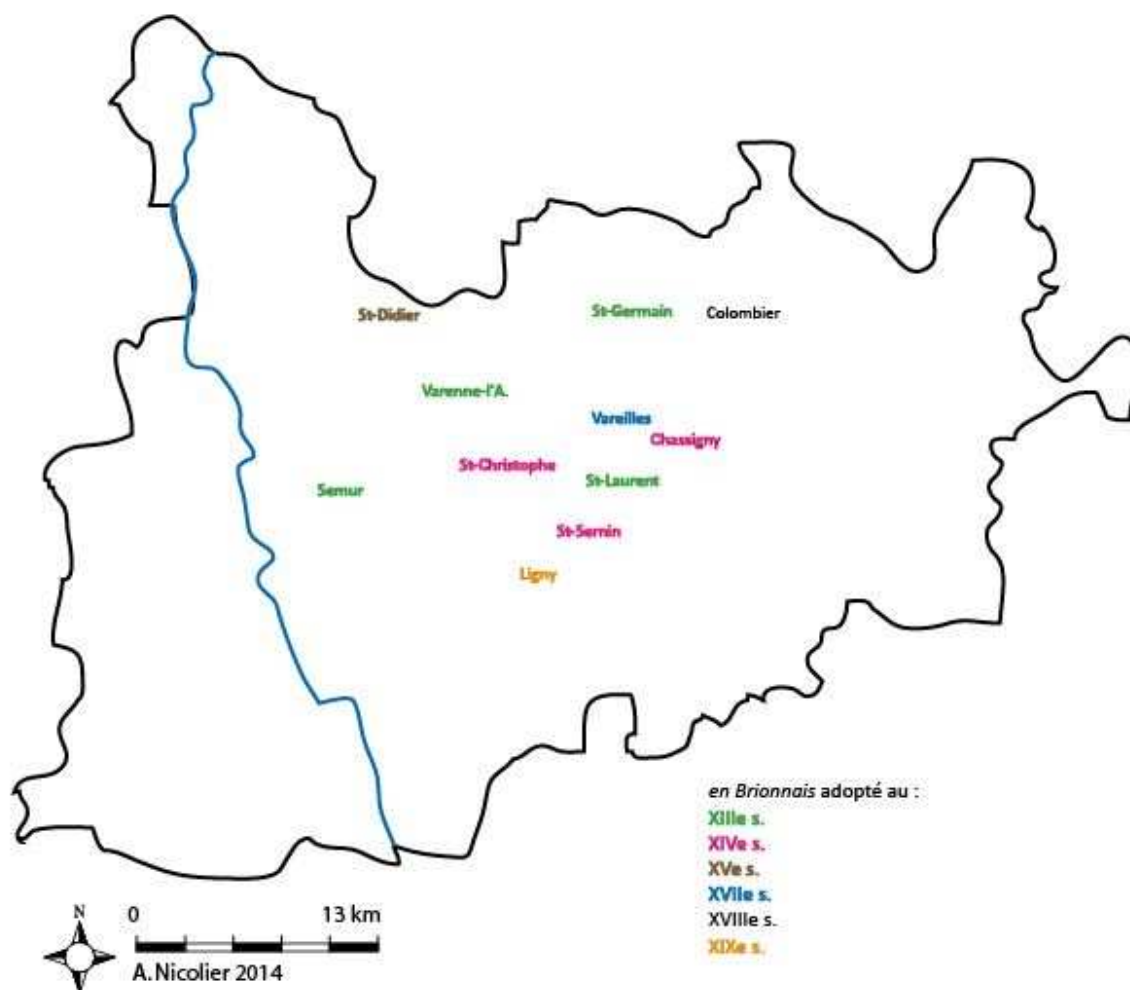 St-Didier
St-Germain
Colombier
Varenne-l'A.
Vareilles
Chassigny
St-Christophe
St-Laurent
Semur
St-Sernin
Ligny
en Brionnais adopté au :
XIIIe s.
XIVe s.
XVe s.
XVIIe s.
XVIIIe s.
XIXe s.
N
0 13 km
A. Nicolier 2014